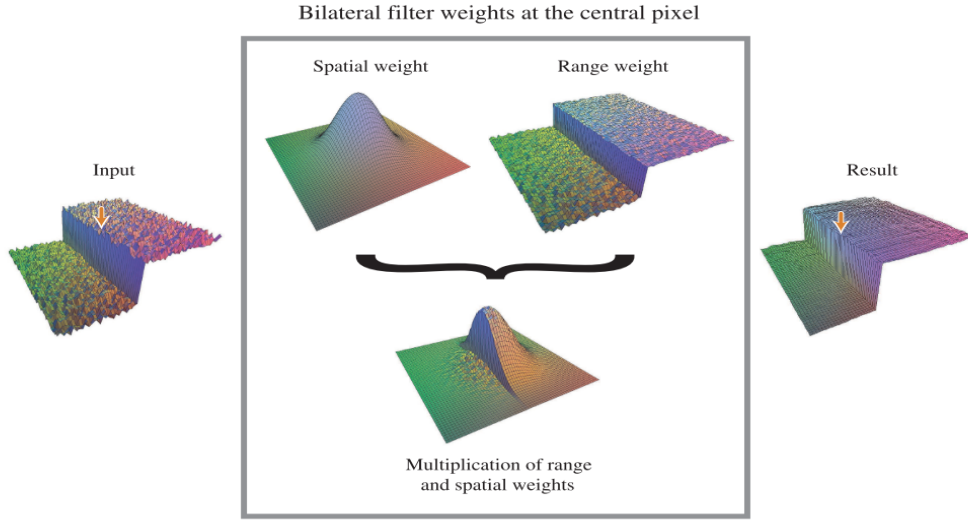 Bilateral filter weights at the central pixel
Spatial weight
Range weight
Input
Result
Multiplication of range
and spatial weights